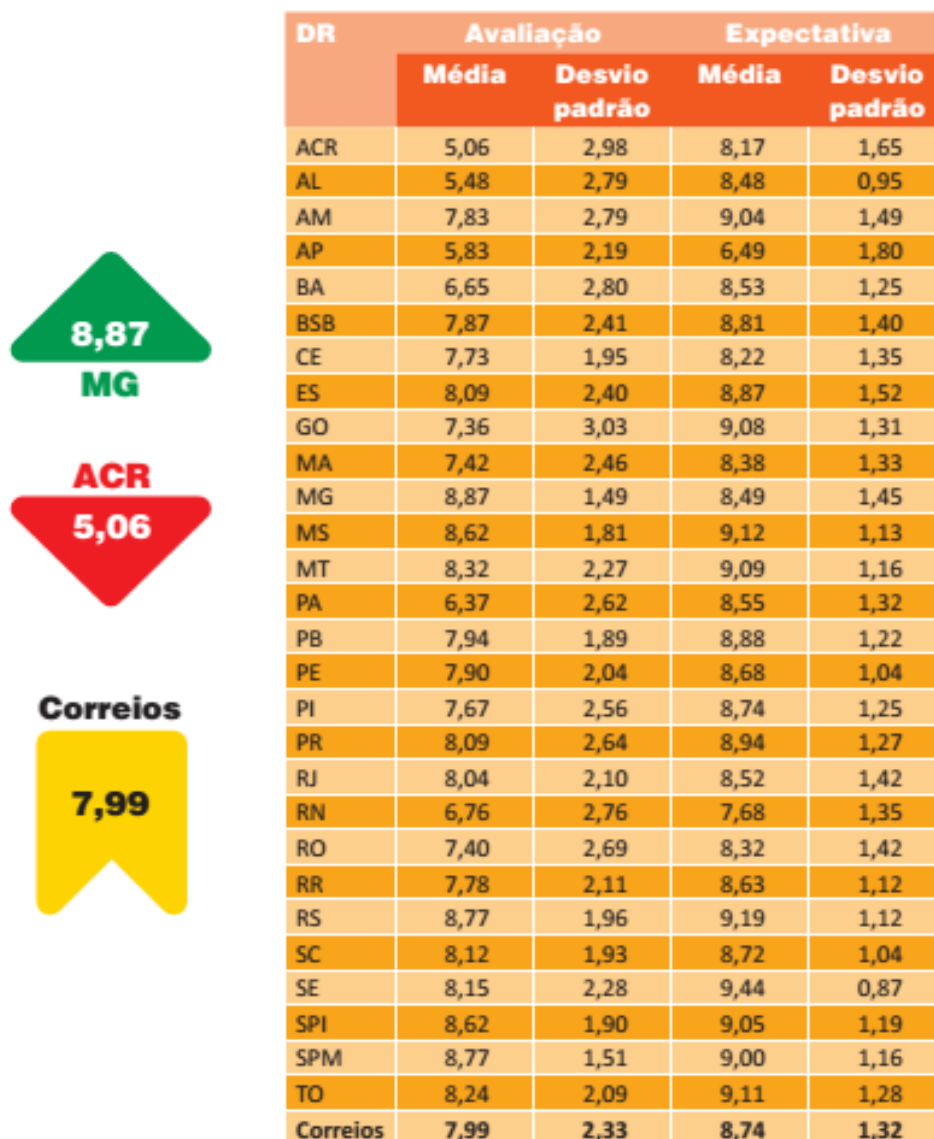 8,87
MG
ACR
5,06
Correios
7,99
DR Avaliação Expectativa
Média Desvio padrão Média Desvio padrão
ACR 5,06 2,98 8,17 1,65
AL 5,48 2,79 8,48 0,95
AM 7,83 2,79 9,04 1,49
AP 5,83 2,19 6,49 1,80
BA 6,65 2,80 8,53 1,25
BSB 7,87 2,41 8,81 1,40
CE 7,73 1,95 8,22 1,35
ES 8,09 2,40 8,87 1,52
GO 7,36 3,03 9,08 1,31
MA 7,42 2,46 8,38 1,33
MG 8,87 1,49 8,49 1,45
MS 8,62 1,81 9,12 1,13
MT 8,32 2,27 9,09 1,16
PA 6,37 2,62 8,55 1,32
PB 7,94 1,89 8,88 1,22
PE 7,90 2,04 8,68 1,04
PI 7,67 2,56 8,74 1,25
PR 8,09 2,64 8,94 1,27
RJ 8,04 2,10 8,52 1,42
RN 6,76 2,76 7,68 1,35
RO 7,40 2,69 8,32 1,42
RR 7,78 2,11 8,63 1,12
RS 8,77 1,96 9,19 1,12
SC 8,12 1,93 8,72 1,04
SE 8,15 2,28 9,44 0,87
SPI 8,62 1,90 9,05 1,19
SPM 8,77 1,51 9,00 1,16
TO 8,24 2,09 9,11 1,28
Correios 7,99 2,33 8,74 1,32